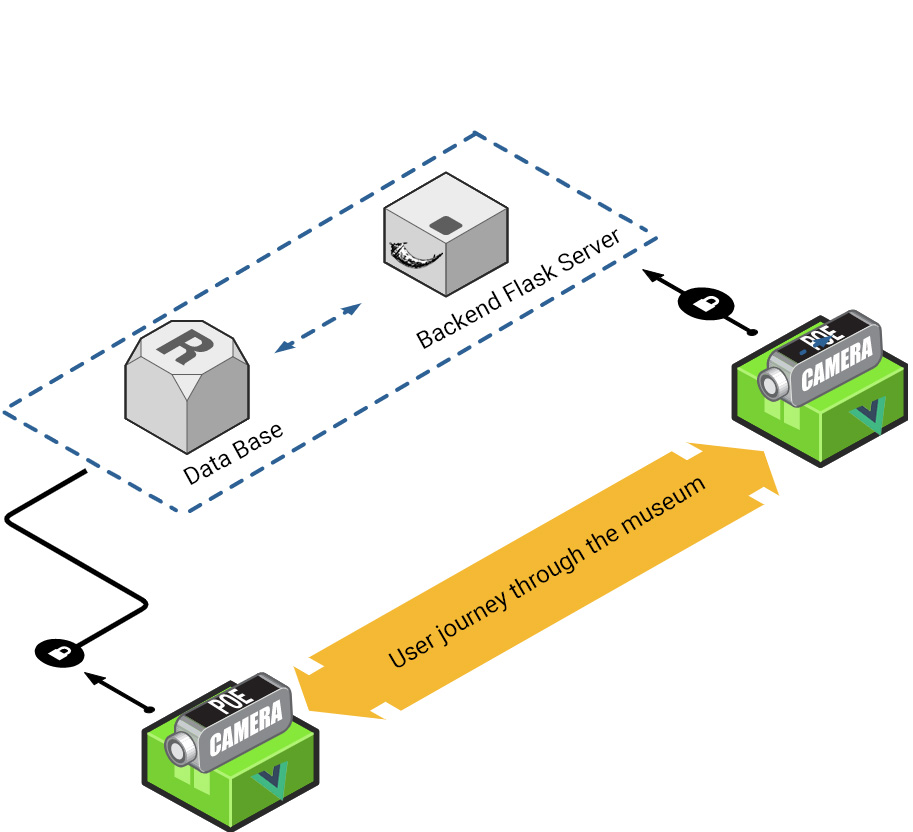 R
Backend Flask Server
Data Base
POE
CAMERA
User journey through the museum
POE
CAMERA